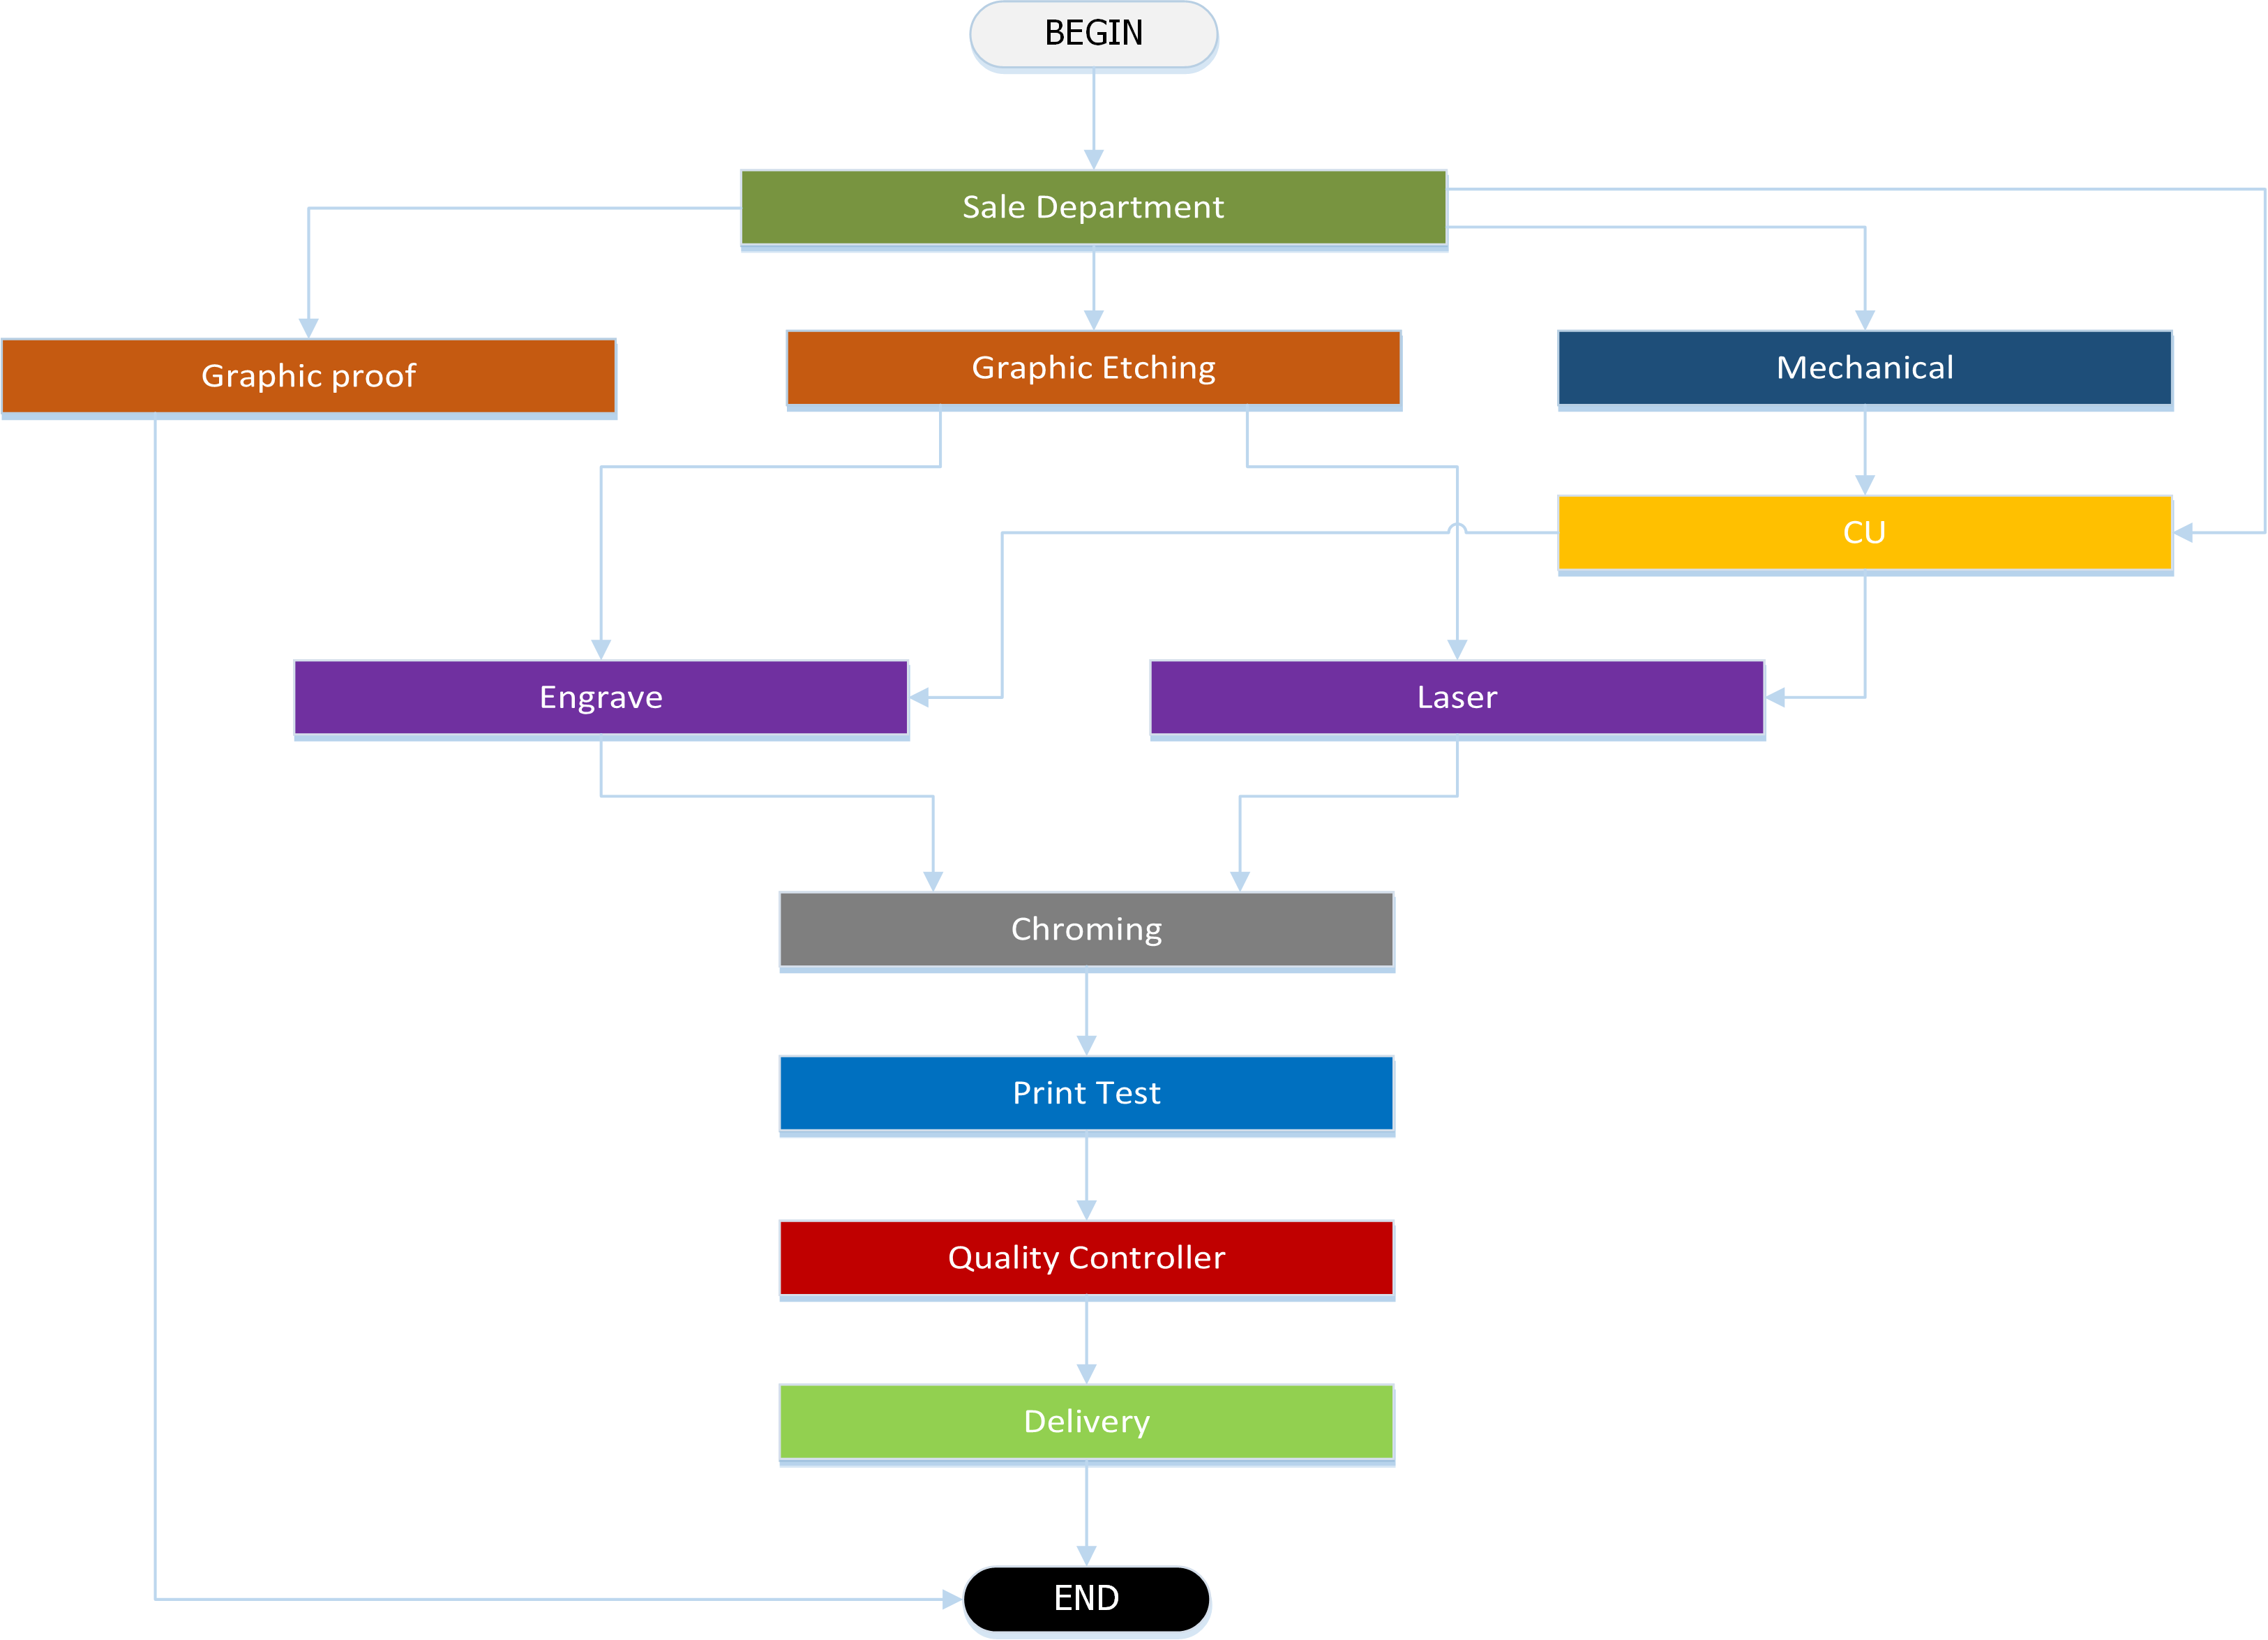 BEGIN
Sale Department
Graphic proof
Graphic Etching
Mechanical
CU
Engrave
Laser
Chroming
Print Test
Quality Controller
Delivery
END